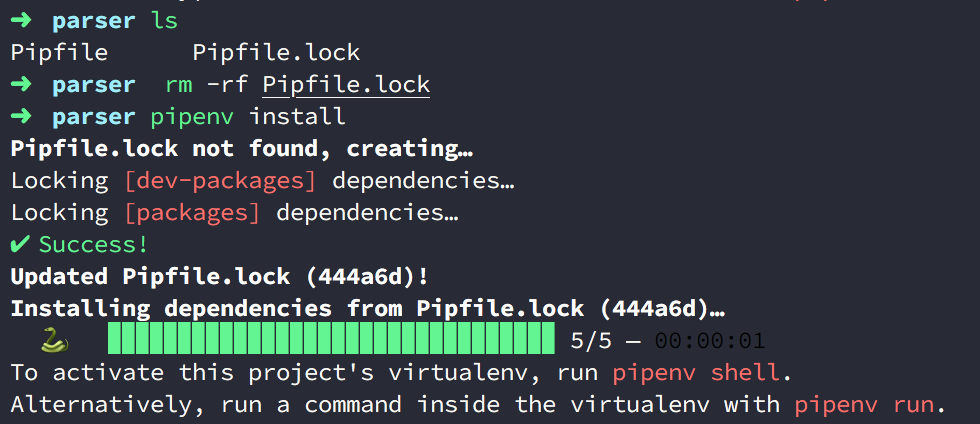 ➜ parser ls
Pipfile Pipfile.lock
➜ parser rm -rf Pipfile.lock
➜ parser pipenv install
Pipfile.lock not found, creating…
Locking [dev-packages] dependencies…
Locking [packages] dependencies…
✔ Success!
Updated Pipfile.lock (444a6d)!
Installing dependencies from Pipfile.lock (444a6d)…
5/5 — 00:00:01
To activate this project's virtualenv, run pipenv shell.
Alternatively, run a command inside the virtualenv with pipenv run.